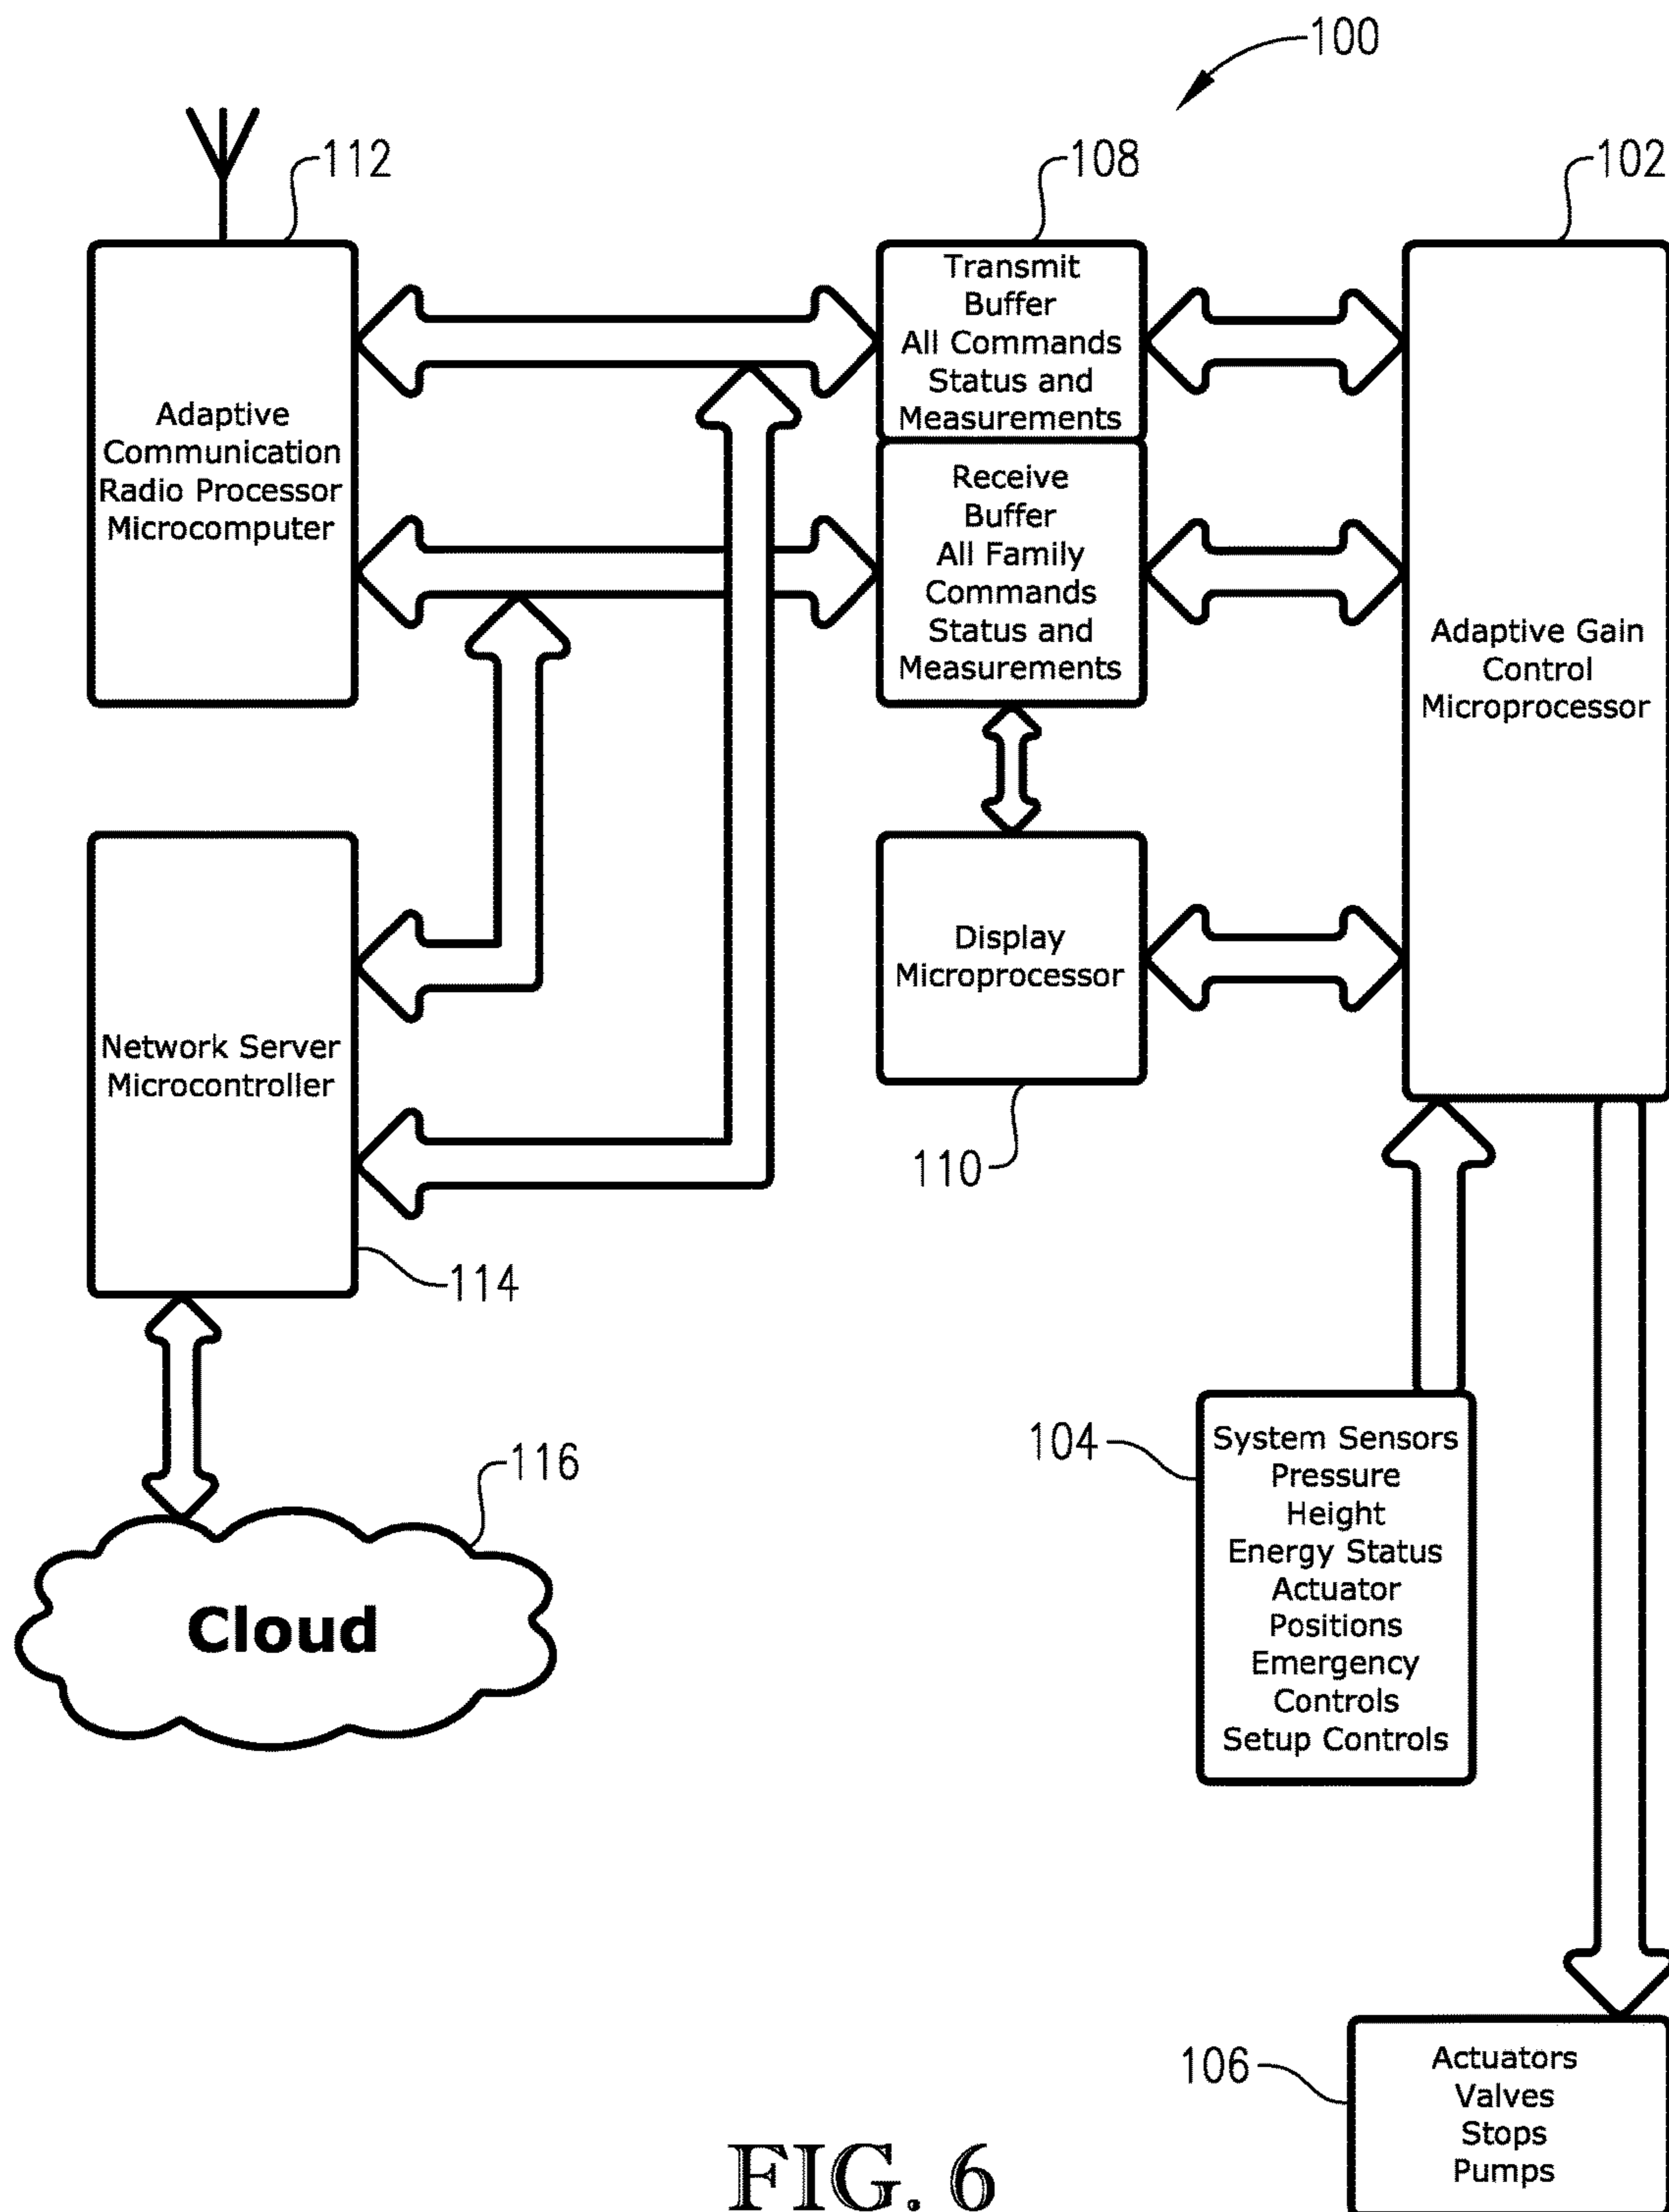 100
112
108
102
Transmit
Buffer
All Commands
Status and
Measurements
Adaptive
Communication
Radio Processor
Microcomputer
Receive
Buffer
All Family
Commands
Status and
Measurements
Adaptive Gain
Control
Microprocessor
Display
Microprocessor
110
Network Server
Microcontroller
114
116
Cloud
104
System Sensors
Pressure
Height
Energy Status
Actuator
Positions
Emergency
Controls
Setup Controls
106
Actuators
Valves
Stops
Pumps
FIG. 6